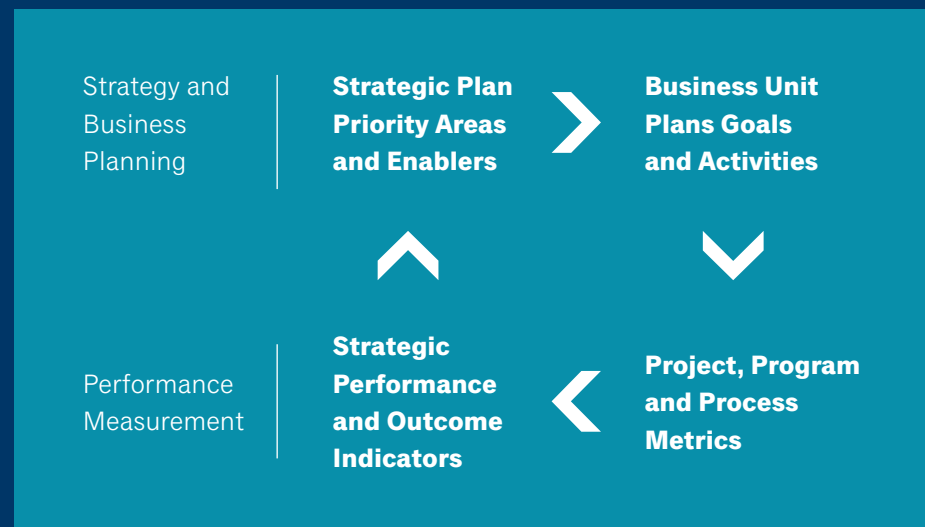 Strategy and
Business
Planning
Strategic Plan
Priority Areas
and Enablers
Business Unit
Plans Goals
and Activities
Performance
Measurement
Strategic
Performance
and Outcome
Indicators
Project, Program
and Process
Metrics